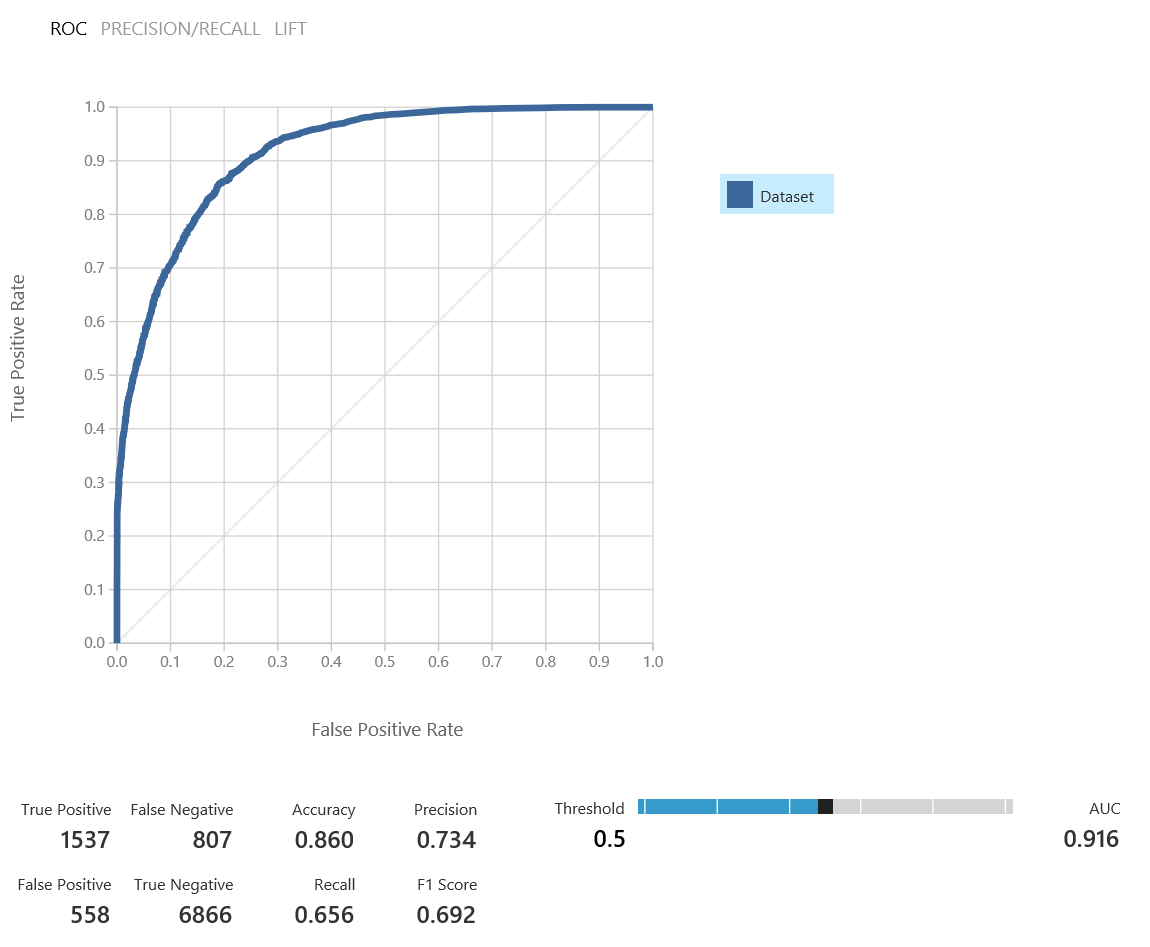 ROC PRECISION/RECALL LIFT
1.0
0.9
0.8
0.7
0.6
0.5
0.4
0.3
0.2
0.1
0.0
True Positive Rate
0.0 0.1 0.2 0.3 0.4 0.5 0.6 0.7 0.8 0.9 1.0
False Positive Rate
Dataset
True Positive False Negative Accuracy Precision Threshold AUC
1537 807 0.860 0.734 0.5 0.916
False Positive True Negative Recall F1 Score
558 6866 0.656 0.692